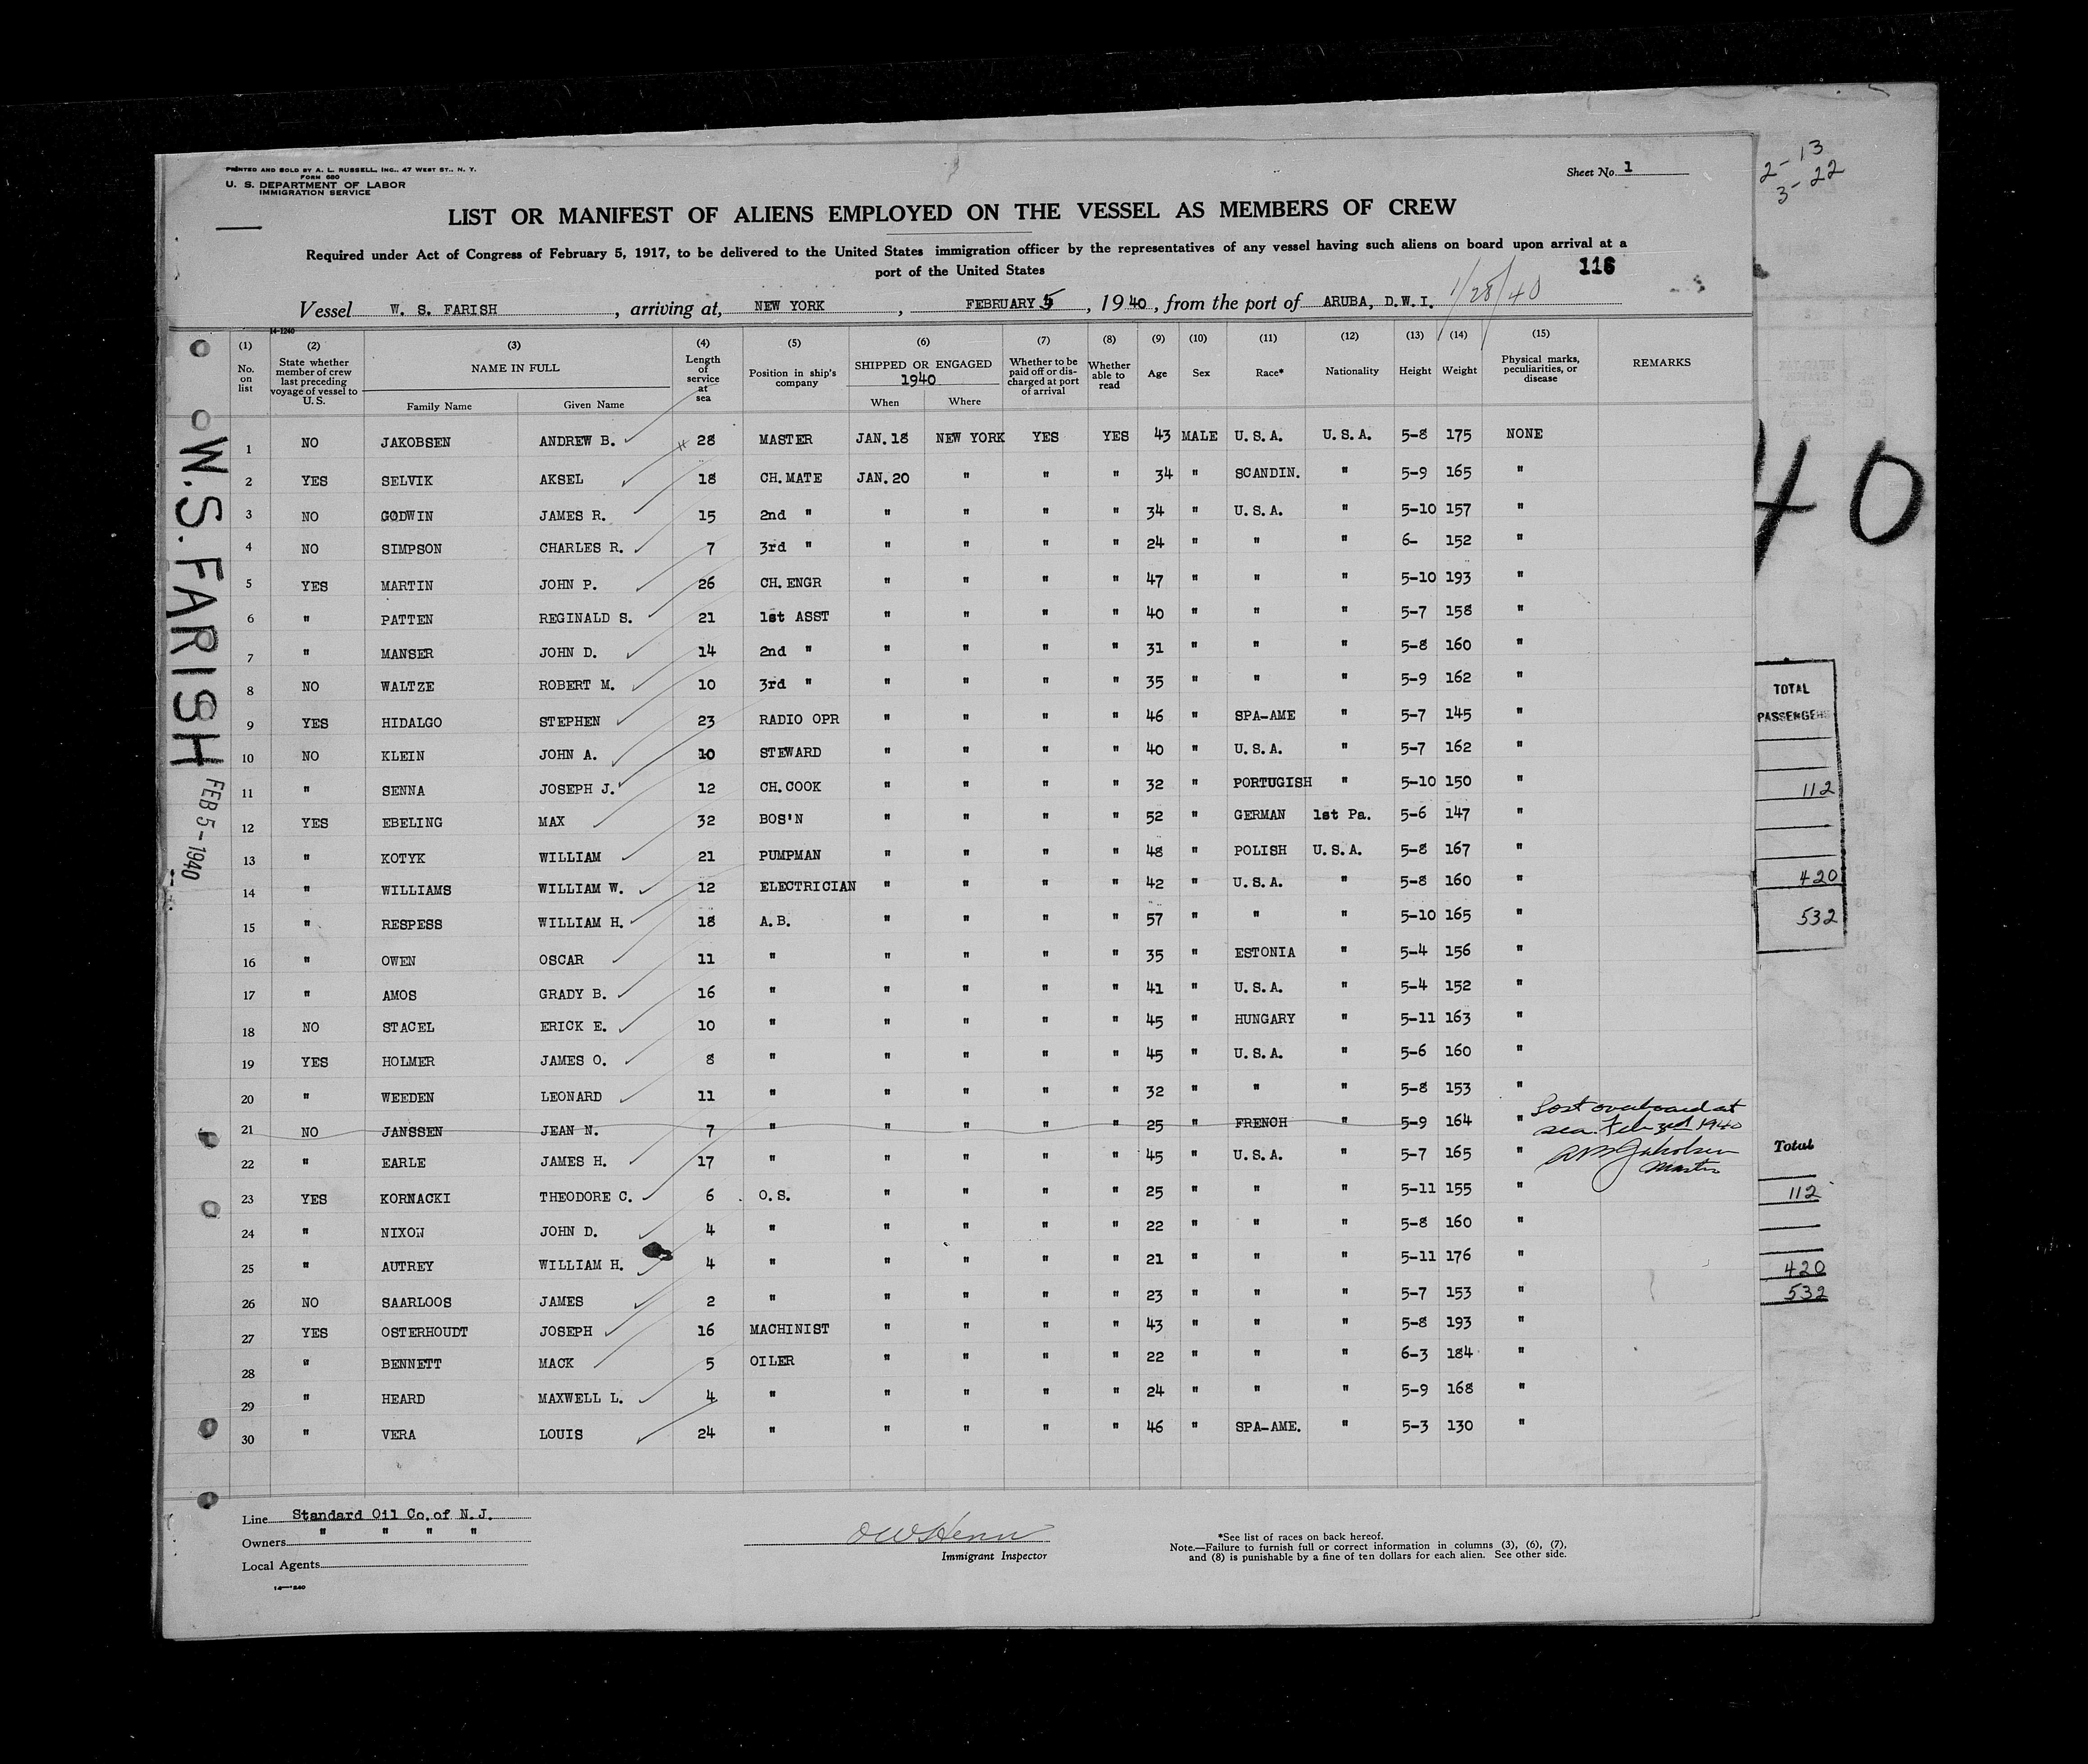 PRINTED AND SOLD BY A. L. RUSSELL, INC., 47 WEST ST., N. Y.
FORM 680
U. S. DEPARTMENT OF LABOR
IMMIGRATION SERVICE
Sheet No. 1
2-13
3-22
LIST OR MANIFEST OF ALIENS EMPLOYED ON THE VESSEL AS MEMBERS OF CREW
Required under Act of Congress of February 5, 1917, to be delivered to the United States immigration officer by the representatives of any vessel having such aliens on board upon arrival at a
port of the United States
116
Vessel W. S. FARISH, arriving at, NEW YORK, FEBRUARY 5, 1940, from the port of ARUBA, D.W.I. 1/28/40
14-1240
(1) No. on list (2) State whether member of crew last preceding voyage of vessel to U.S. (3) NAME IN FULL Family Name Given Name (4) Length of service at sea (5) Position in ship's company (6) SHIPPED OR ENGAGED 1940 When Where (7) Whether to be paid off or discharged at port of arrival (8) Whether able to read (9) Age (10) Sex (11) Race* (12) Nationality (13) Height (14) Weight (15) Physical marks, peculiarities, or disease REMARKS
1 NO JAKOBSEN ANDREW B. 28 MASTER JAN. 18 NEW YORK YES YES 43 MALE U.S.A. U.S.A. 5-8 175 NONE
2 YES SELVIK AKSEL 18 CH. MATE JAN. 20 " " " 34 " SCANDIN. " 5-9 165 "
3 NO GODWIN JAMES R. 15 2nd " " " " " 34 " U.S.A. " 5-10 157 "
4 NO SIMPSON CHARLES R. 7 3rd " " " " " 24 " " " 6- 152 "
5 YES MARTIN JOHN P. 26 CH. ENGR " " " " 47 " " " 5-10 193 "
6 " PATTEN REGINALD S. 21 1st ASST " " " " 40 " " " 5-7 158 "
7 " MANSER JOHN D. 14 2nd " " " " " 31 " " " 5-8 160 "
8 NO WALTZE ROBERT M. 10 3rd " " " " " 35 " " " 5-9 162 "
9 YES HIDALGO STEPHEN 23 RADIO OPR " " " " 46 " SPA-AME " 5-7 145 "
10 NO KLEIN JOHN A. 10 STEWARD " " " " 40 " U.S.A. " 5-7 162 "
11 " SENNA JOSEPH J. 12 CH. COOK " " " " 32 " PORTUGISH " 5-10 150 "
12 YES EBELING MAX 32 BOS'N " " " " 52 " GERMAN 1st Pa. 5-6 147 "
13 " KOTYK WILLIAM 21 PUMPMAN " " " " 48 " POLISH U.S.A. 5-8 167 "
14 " WILLIAMS WILLIAM W. 12 ELECTRICIAN " " " " 42 " U.S.A. " 5-8 160 "
15 " RESPESS WILLIAM H. 18 A.B. " " " " 57 " " " 5-10 165 "
16 " OWEN OSCAR 11 " " " " " 35 " ESTONIA " 5-4 156 "
17 " AMOS GRADY B. 16 " " " " " 41 " U.S.A. " 5-4 152 "
18 NO STACEL ERICK E. 10 " " " " " 45 " HUNGARY " 5-11 163 "
19 YES HOLMER JAMES O. 8 " " " " " 45 " U.S.A. " 5-6 160 "
20 " WEEDEN LEONARD 11 " " " " " 32 " " " 5-8 153 "
21 NO JANSSEN JEAN N. 7 " " " " " 25 " FRENCH " 5-9 164 " Lost overboard at sea. Feb 3rd 1940
22 " EARLE JAMES H. 17 " " " " " 45 " U.S.A. " 5-7 165 " A B Jakobsen Master
23 YES KORNACKI THEODORE C. 6 O.S. " " " " 25 " " " 5-11 155 "
24 " NIXON JOHN D. 4 " " " " " 22 " " " 5-8 160 "
25 " AUTREY WILLIAM H. 4 " " " " " 21 " " " 5-11 176 "
26 NO SAARLOOS JAMES 2 " " " " " 23 " " " 5-7 153 "
27 YES OSTERHOUDT JOSEPH 16 MACHINIST " " " " 43 " " " 5-8 193 "
28 " BENNETT MACK 5 OILER " " " " 22 " " " 6-3 184 "
29 " HEARD MAXWELL L. 4 " " " " " 24 " " " 5-9 168 "
30 " VERA LOUIS 24 " " " " " 46 " SPA-AME. " 5-3 130 "
Line Standard Oil Co. of N.J.
Owners " " " "
Local Agents
14-1240
O W Henn
Immigrant Inspector
*See list of races on back hereof.
Note.—Failure to furnish full or correct information in columns (3), (6), (7),
and (8) is punishable by a fine of ten dollars for each alien. See other side.
W.S. FARISH
FEB 5-1940
40
TOTAL
PASSENGERS
112
420
532
Total
112
420
532